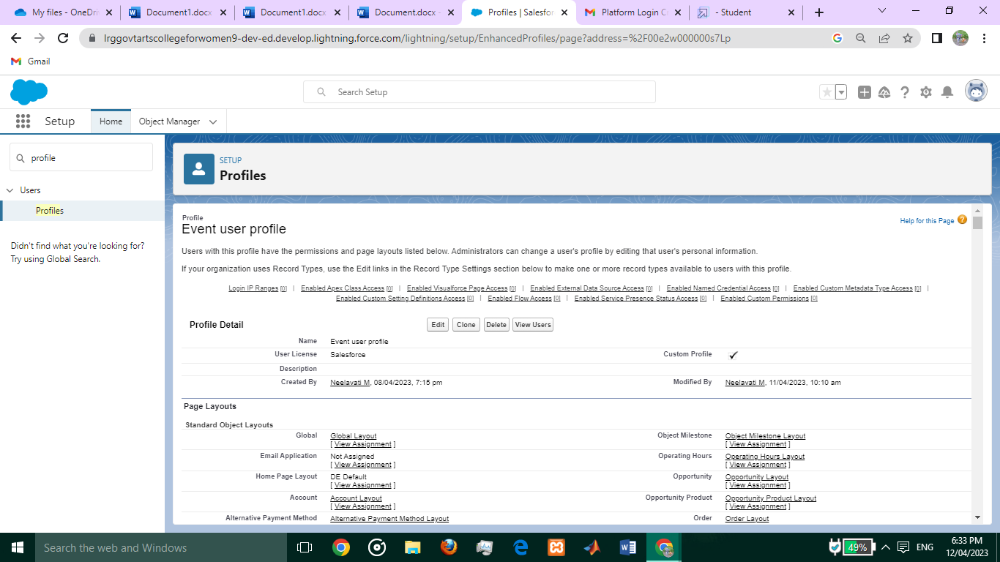 My files - OneDri
Document1.docx
Document1.docx
Document.docx -
Profiles | Salesfor
Platform Login C
- Student
lrggovtartscollegeforwomen9-dev-ed.develop.lightning.force.com/lightning/setup/EnhancedProfiles/page?address=%2F00e2w000000s7Lp
Gmail
Search Setup
Setup
Home
Object Manager
profile
Users
Profiles
Didn't find what you're looking for?
Try using Global Search.
SETUP
Profiles
Profile
Event user profile
Help for this Page
Users with this profile have the permissions and page layouts listed below. Administrators can change a user's profile by editing that user's personal information.
If your organization uses Record Types, use the Edit links in the Record Type Settings section below to make one or more record types available to users with this profile.
Login IP Ranges [0] | Enabled Apex Class Access [0] | Enabled Visualforce Page Access [0] | Enabled External Data Source Access [0] | Enabled Named Credential Access [0] | Enabled Custom Metadata Type Access [0] |
Enabled Custom Setting Definitions Access [0] | Enabled Flow Access [0] | Enabled Service Presence Status Access [0] | Enabled Custom Permissions [0]
Profile Detail Edit Clone Delete View Users
Name Event user profile
User License Salesforce Custom Profile ✓
Description
Created By Neelavati M, 08/04/2023, 7:15 pm Modified By Neelavati M, 11/04/2023, 10:10 am
Page Layouts
Standard Object Layouts
Global Global Layout Object Milestone Object Milestone Layout
[ View Assignment ] [ View Assignment ]
Email Application Not Assigned Operating Hours Operating Hours Layout
[ View Assignment ] [ View Assignment ]
Home Page Layout DE Default Opportunity Opportunity Layout
[ View Assignment ] [ View Assignment ]
Account Account Layout Opportunity Product Opportunity Product Layout
[ View Assignment ] [ View Assignment ]
Alternative Payment Method Alternative Payment Method Layout Order Order Layout
Search the web and Windows
49%
ENG
6:33 PM
12/04/2023